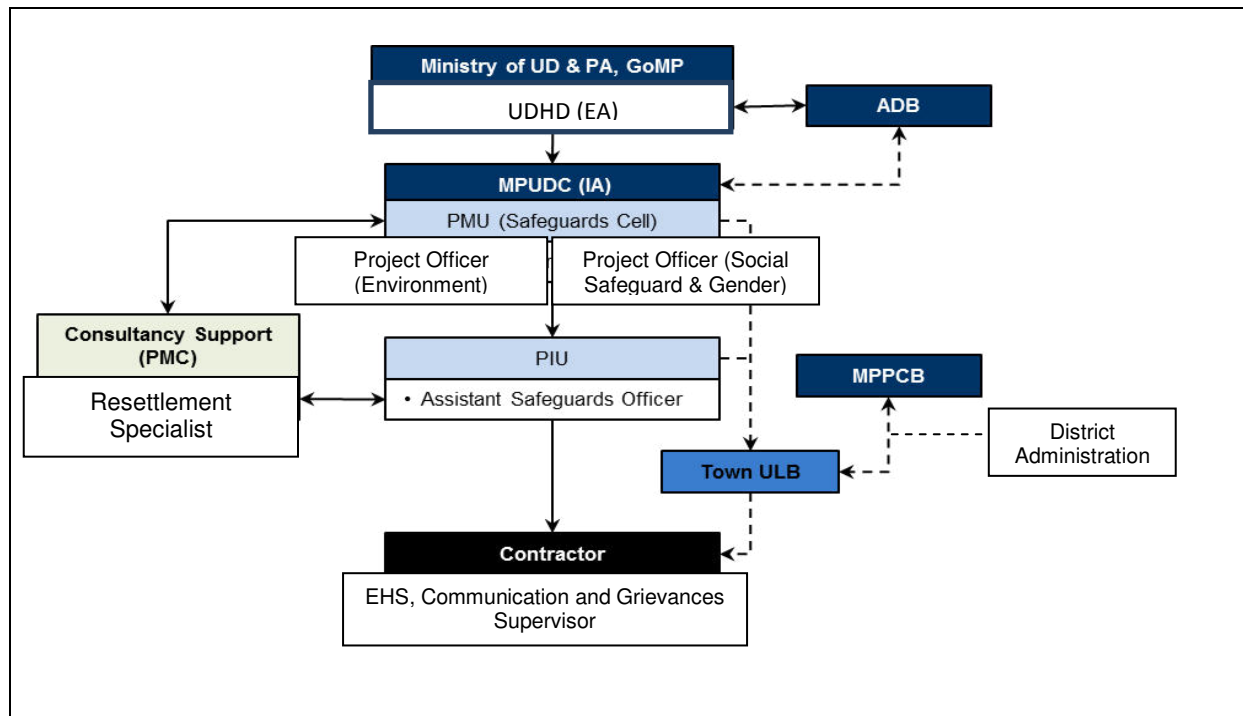 Ministry of UD & PA, GoMP
UDHD (EA)
ADB
MPUDC (IA)
PMU (Safeguards Cell)
Project Officer
(Environment)
Project Officer (Social
Safeguard & Gender)
Consultancy Support
(PMC)
Resettlement
Specialist
PIU
• Assistant Safeguards Officer
MPPCB
District
Administration
Town ULB
Contractor
EHS, Communication and Grievances
Supervisor